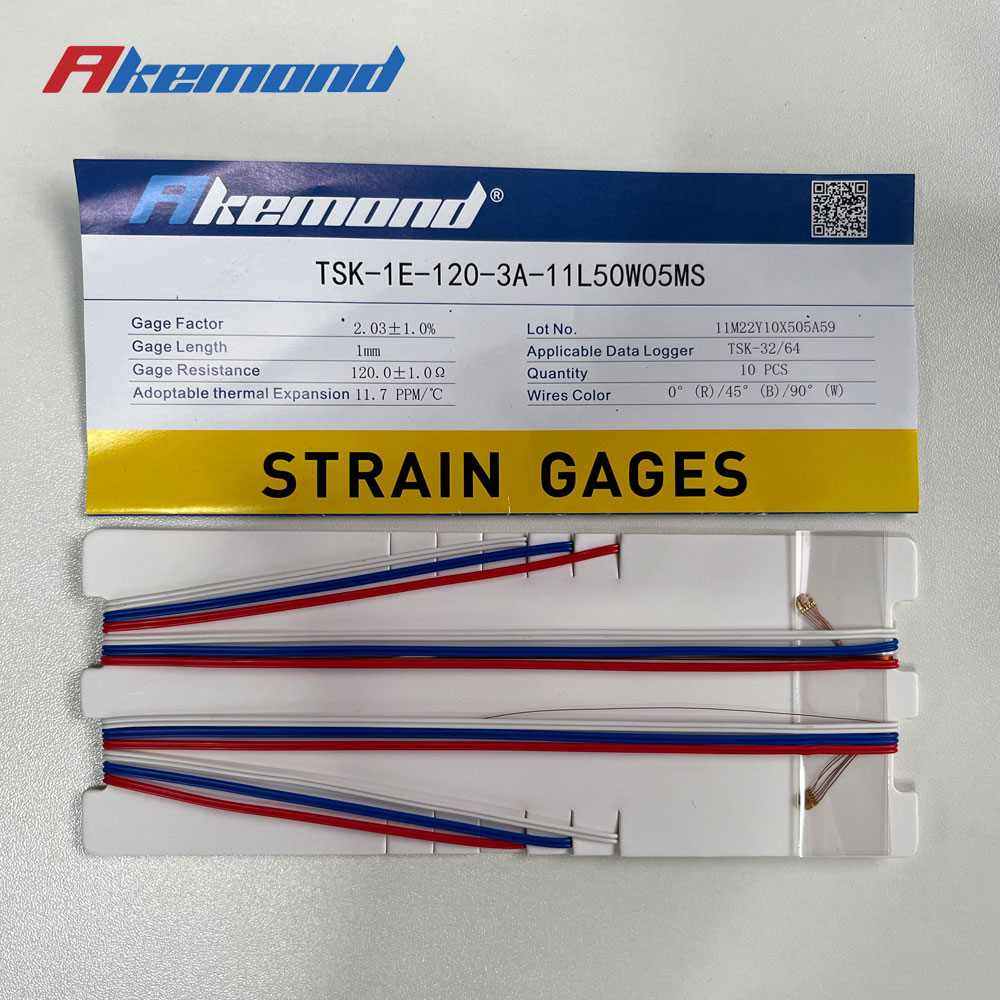 Akemond
Akemond®
TSK-1E-120-3A-11L50W05MS
Gage Factor 2.03±1.0%
Gage Length 1mm
Gage Resistance 120.0±1.0Ω
Adoptable thermal Expansion 11.7 PPM/℃
Lot No. 11M22Y10X505A59
Applicable Data Logger TSK-32/64
Quantity 10 PCS
Wires Color 0° (R)/45° (B)/90° (W)
STRAIN GAGES